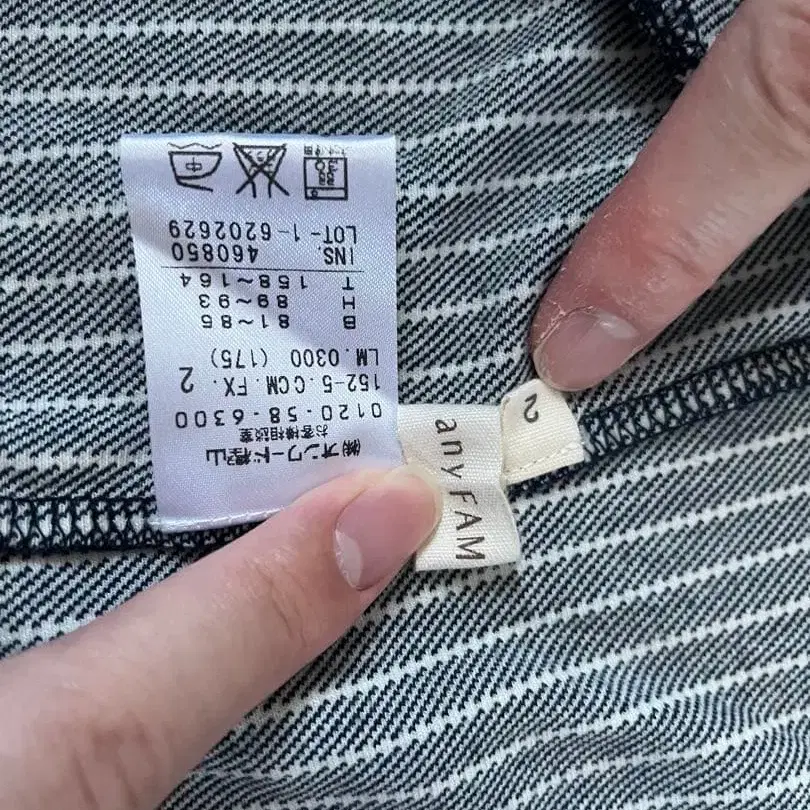 ㈱オンワード樫山
お客様相談室
0120-58-6300
152-5.CCM.FX. 2
LM.0300 (175)
B 81~85
H 89~93
T 158~164
INS. 460850
LOT-1-6202629
中
anyFAM
2